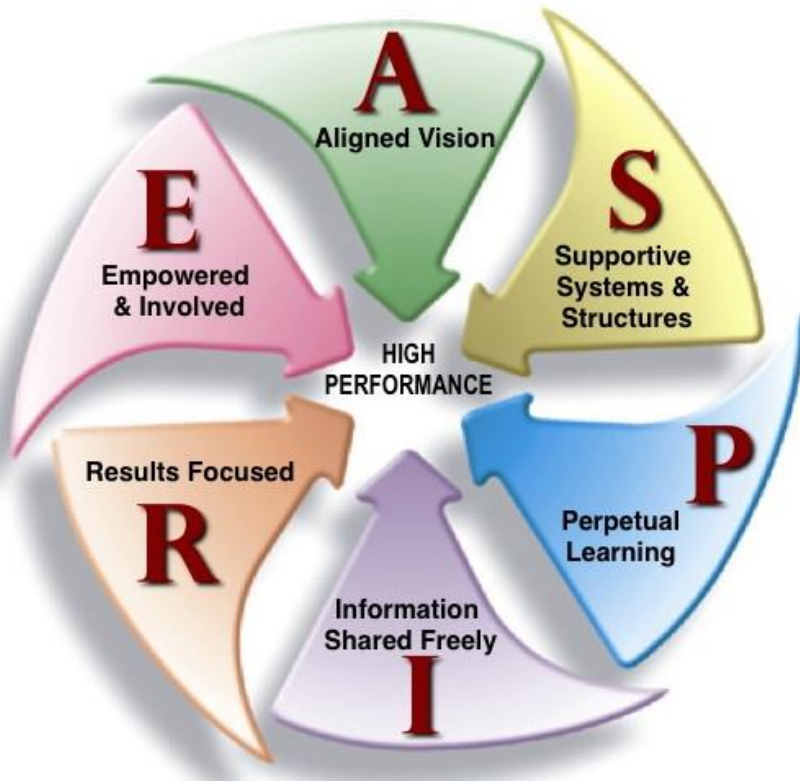 A
Aligned Vision
S
Supportive
Systems &
Structures
P
Perpetual
Learning
Information
Shared Freely
I
Results Focused
R
E
Empowered
& Involved
HIGH
PERFORMANCE